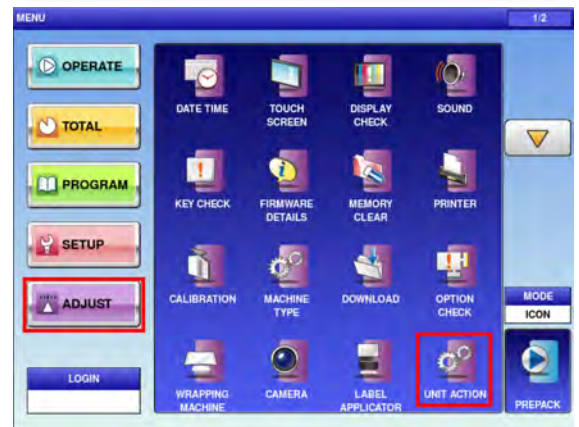 MENU
1/2
OPERATE
TOTAL
PROGRAM
SETUP
ADJUST
LOGIN
DATE TIME
TOUCH
SCREEN
DISPLAY
CHECK
SOUND
KEY CHECK
FIRMWARE
DETAILS
MEMORY
CLEAR
PRINTER
CALIBRATION
MACHINE
TYPE
DOWNLOAD
OPTION
CHECK
WRAPPING
MACHINE
CAMERA
LABEL
APPLICATOR
UNIT ACTION
MODE
ICON
PREPACK